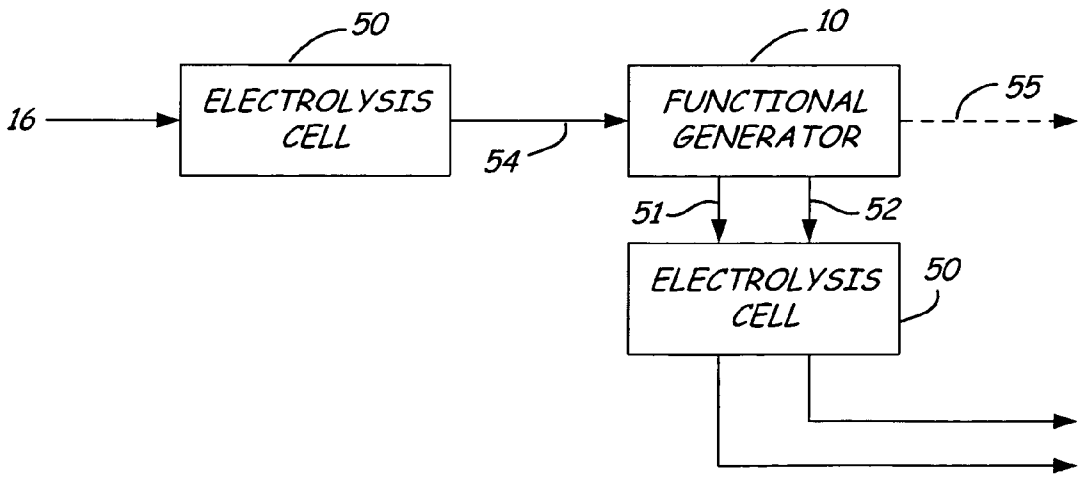 50
10
ELECTROLYSIS
CELL
FUNCTIONAL
GENERATOR
55
16
54
51
52
ELECTROLYSIS
CELL
50